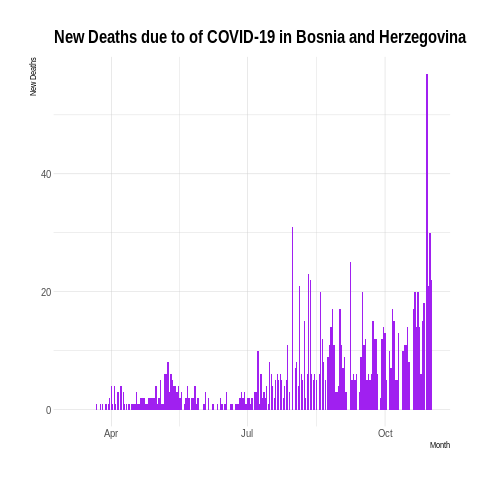 New Deaths due to of COVID-19 in Bosnia and Herzegovina
New Deaths
40
20
0
Apr
Jul
Oct
Month